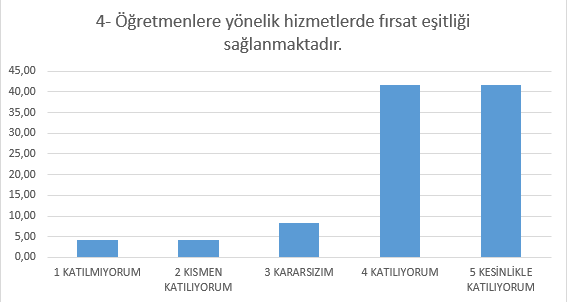 4- Öğretmenlere yönelik hizmetlerde fırsat eşitliği
sağlanmaktadır.
45,00
40,00
35,00
30,00
25,00
20,00
15,00
10,00
5,00
0,00
1 KATILMIYORUM
2 KISMEN
KATILIYORUM
3 KARARSIZIM
4 KATILIYORUM
5 KESİNLİKLE
KATILIYORUM